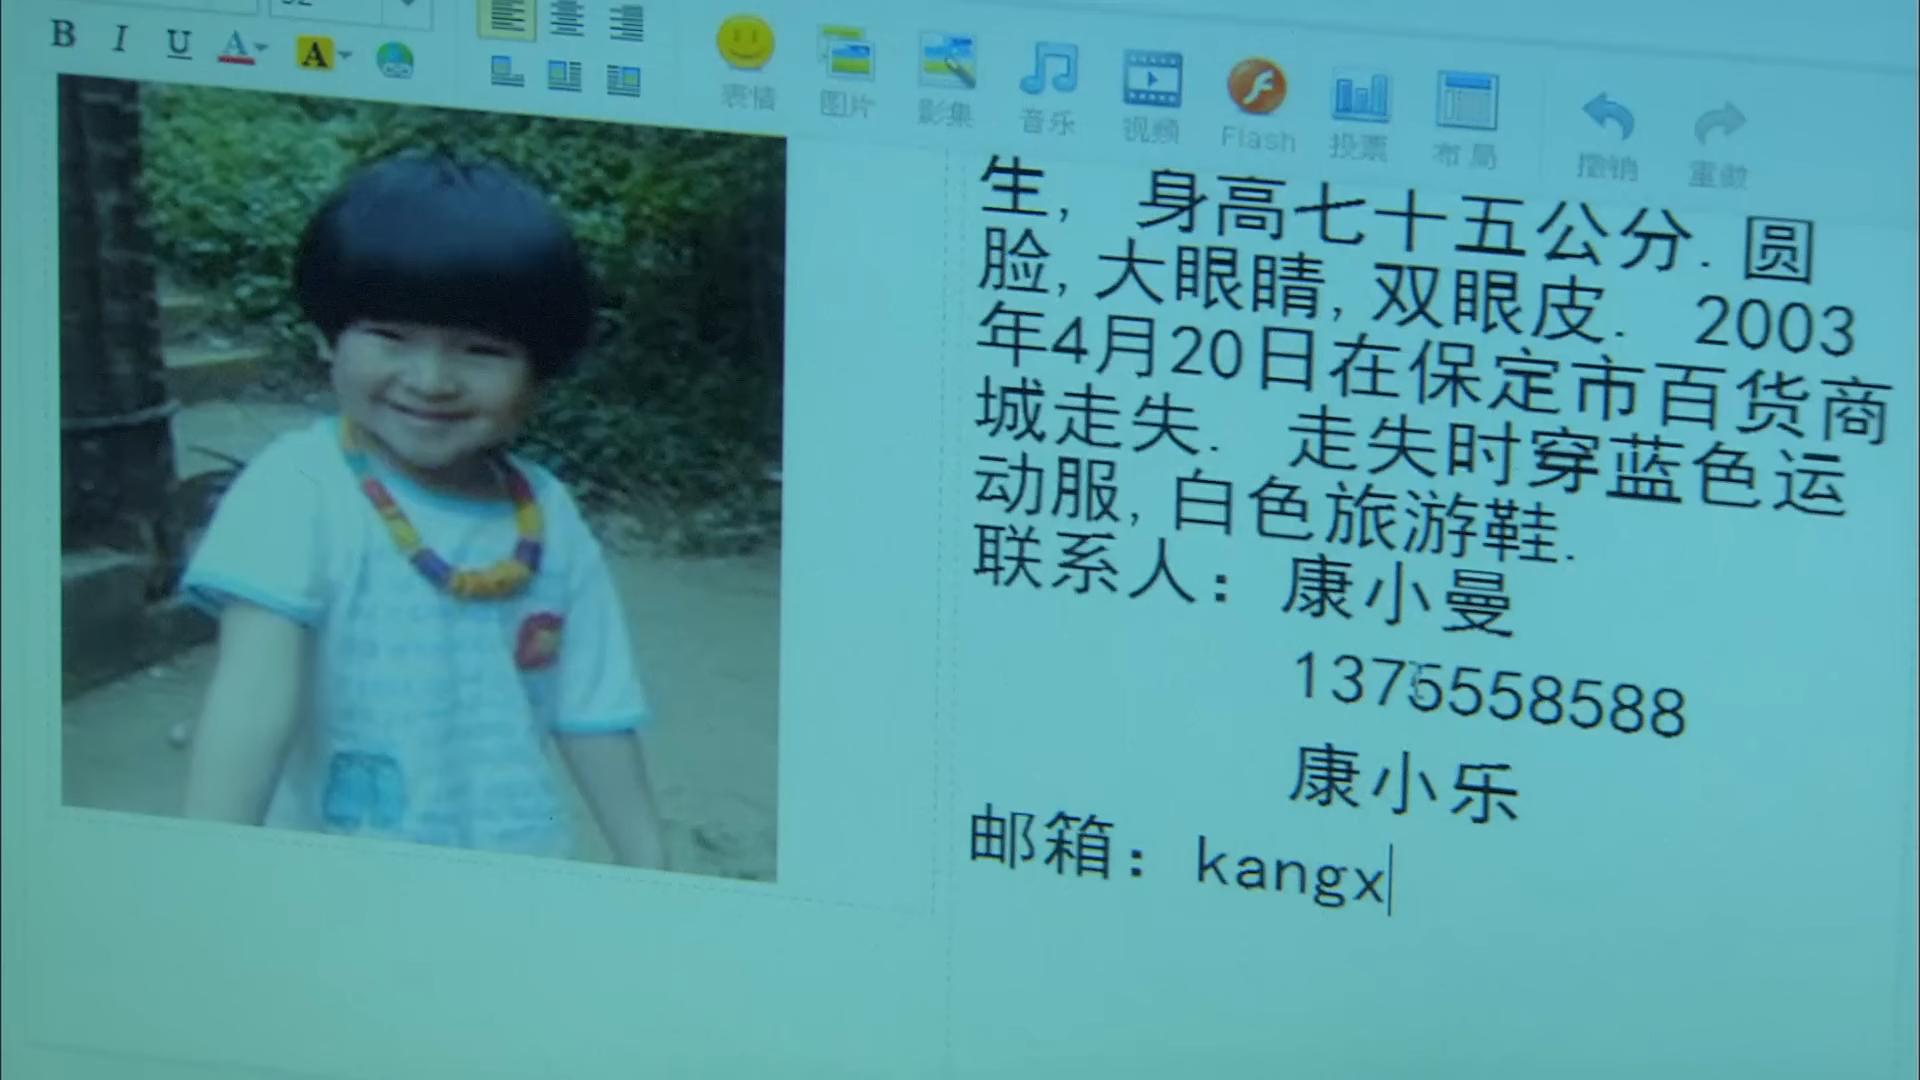 B I U A A
表情 图片 影集 音乐 视频 Flash 投票 布局 撤销 重做
生, 身高七十五公分. 圆
脸, 大眼睛, 双眼皮. 2003
年4月20日在保定市百货商
城走失. 走失时穿蓝色运
动服, 白色旅游鞋.
联系人: 康小曼
13755558588
康小乐
邮箱: kangx